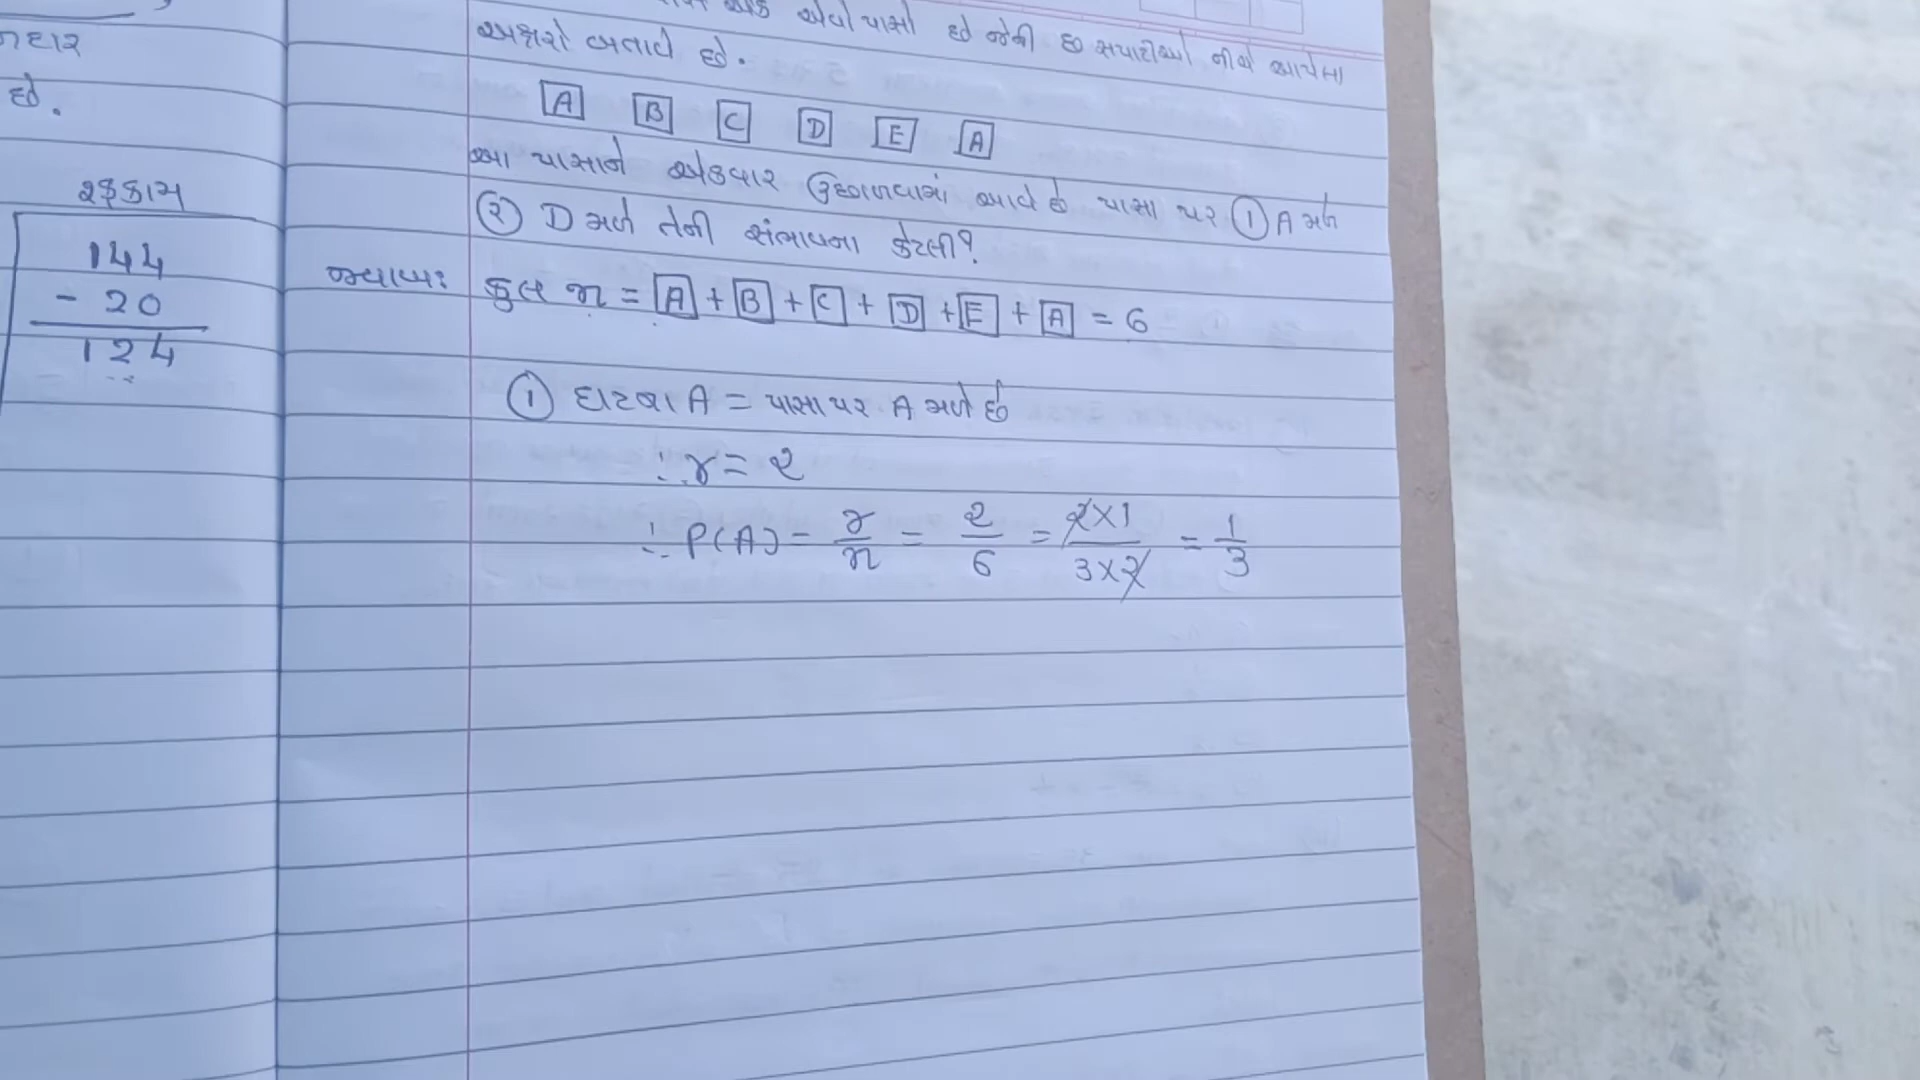 રફકામ
144
- 20
124
છે.
એક એવો પાસો છે જેની છ સપાટીઓ નીચે આપેલા
અક્ષરો બતાવે છે.
A B C D E A
આ પાસાને એકવાર ઉછાળવામાં આવે છે પાસા પર ① A મળે
② D મળે તેની સંભાવના કેટલી?
જવાબ: કુલ n = A + B + C + D + E + A = 6
① ઘટના A = પાસા પર A મળે છે
∴ r = 2
∴ P(A) = r/n = 2/6 = 2×1/3×2 = 1/3